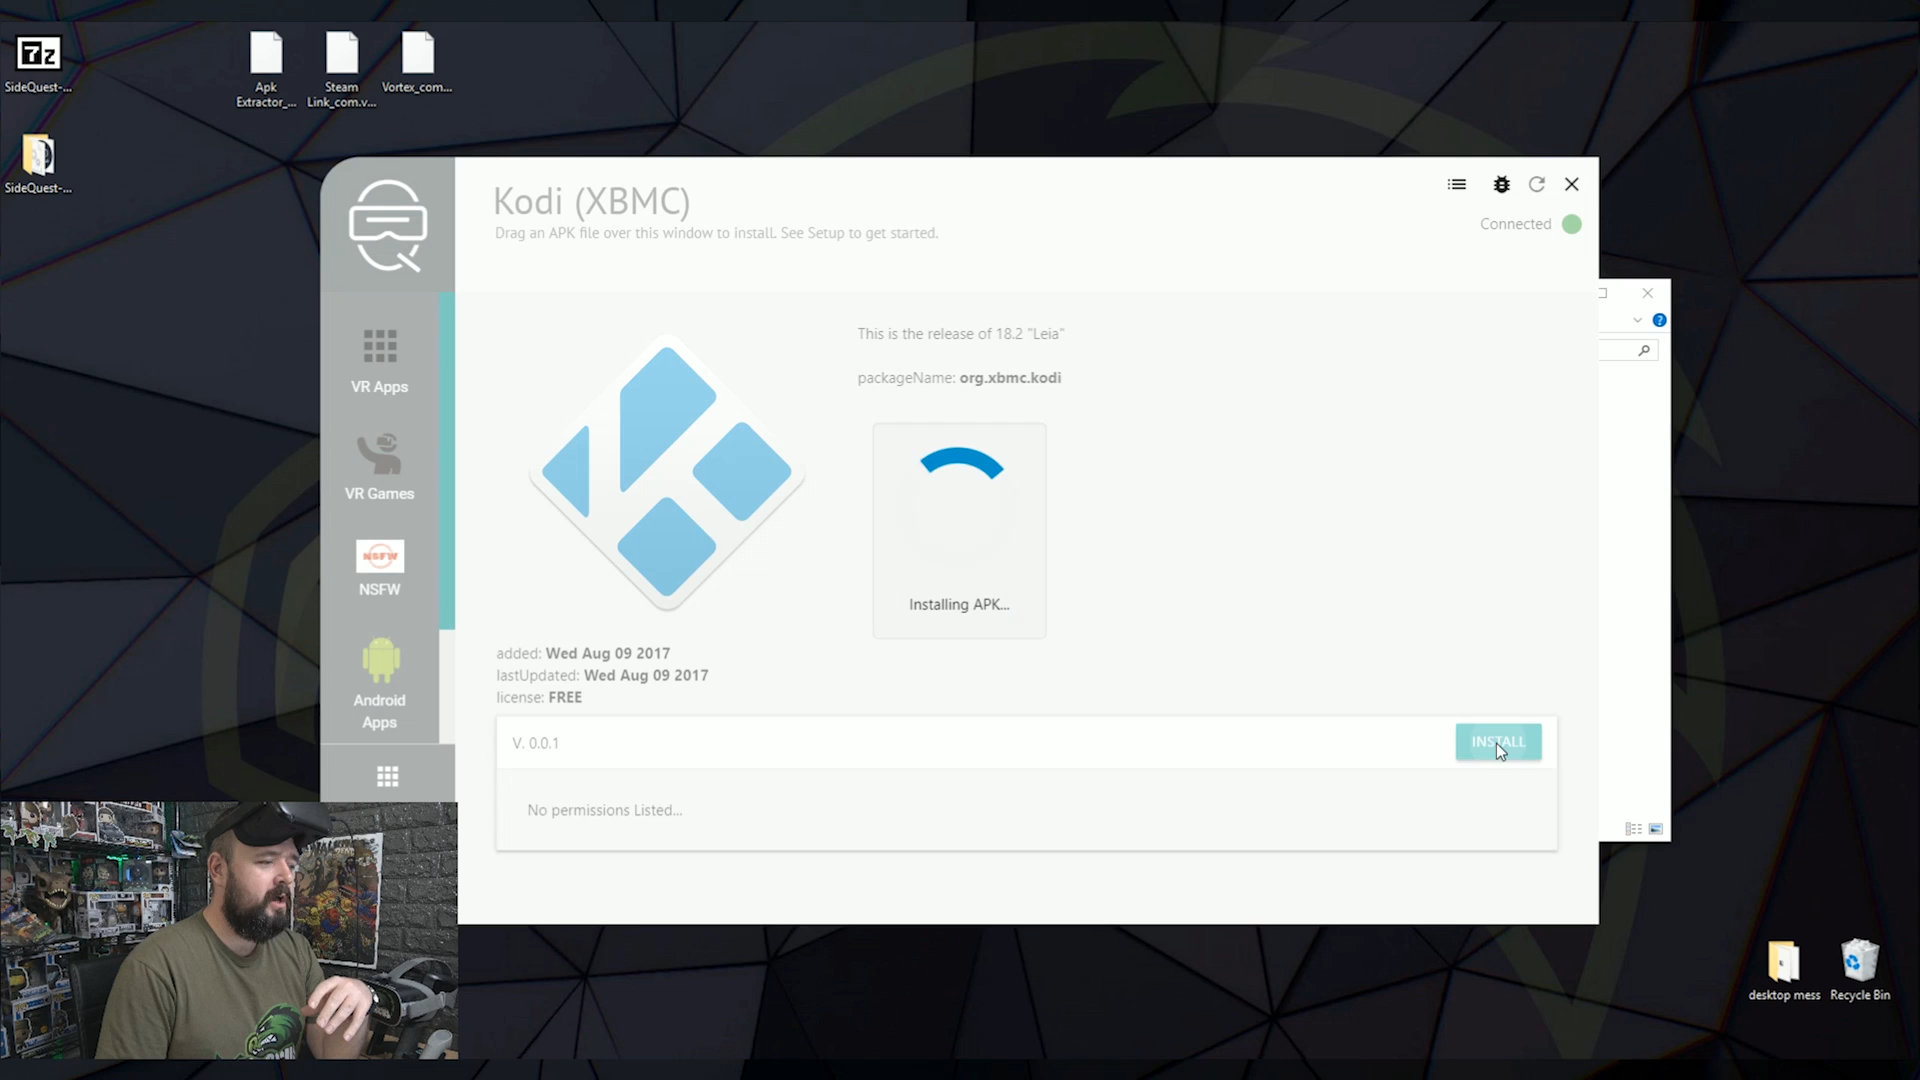 SideQuest-...
Apk
Extractor_...
Steam
Link_com.v...
Vortex_com...
SideQuest-...
Kodi (XBMC)
Drag an APK file over this window to install. See Setup to get started.
Connected
VR Apps
VR Games
NSFW
NSFW
Android
Apps
This is the release of 18.2 "Leia"
packageName: org.xbmc.kodi
Installing APK...
added: Wed Aug 09 2017
lastUpdated: Wed Aug 09 2017
license: FREE
V. 0.0.1
INSTALL
No permissions Listed...
desktop mess
Recycle Bin